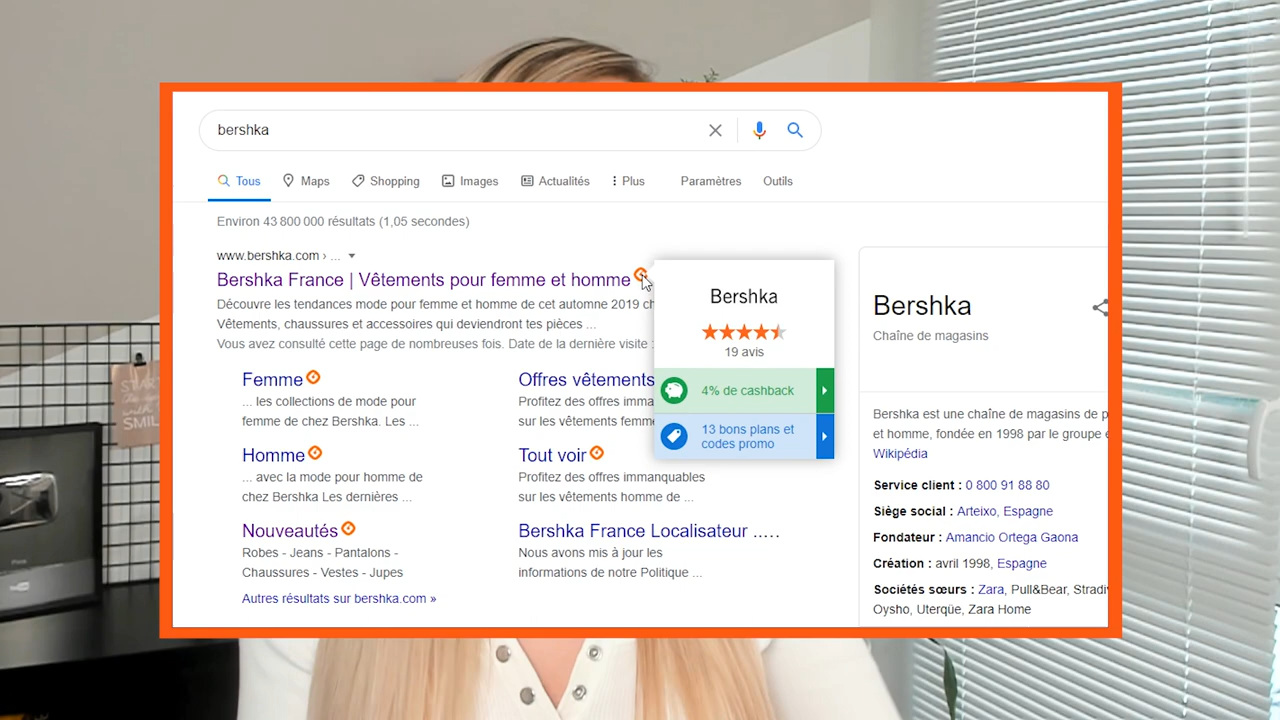 bershka
Tous
Maps
Shopping
Images
Actualités
Plus
Paramètres
Outils
Environ 43 800 000 résultats (1,05 secondes)
www.bershka.com › ...
Bershka France | Vêtements pour femme et homme
Découvre les tendances mode pour femme et homme de cet automne 2019
Vêtements, chaussures et accessoires qui deviendront tes pièces ...
Vous avez consulté cette page de nombreuses fois. Date de la dernière visite :
Bershka
19 avis
4% de cashback
13 bons plans et
codes promo
Femme
... les collections de mode pour
femme de chez Bershka. Les ...
Offres vêtements
Profitez des offres
sur les vêtements
Homme
... avec la mode pour homme de
chez Bershka Les dernières ...
Tout voir
Profitez des offres immanquables
sur les vêtements homme de ...
Nouveautés
Robes - Jeans - Pantalons -
Chaussures - Vestes - Jupes
Bershka France Localisateur .....
Nous avons mis à jour les
informations de notre Politique ...
Autres résultats sur bershka.com »
Bershka
Chaîne de magasins
Bershka est une chaîne de magasins de
et homme, fondée en 1998 par le groupe
Wikipédia
Service client : 0 800 91 88 80
Siège social : Arteixo, Espagne
Fondateur : Amancio Ortega Gaona
Création : avril 1998, Espagne
Sociétés sœurs : Zara, Pull&Bear,
Oysho, Uterqüe, Zara Home
START
SMIL